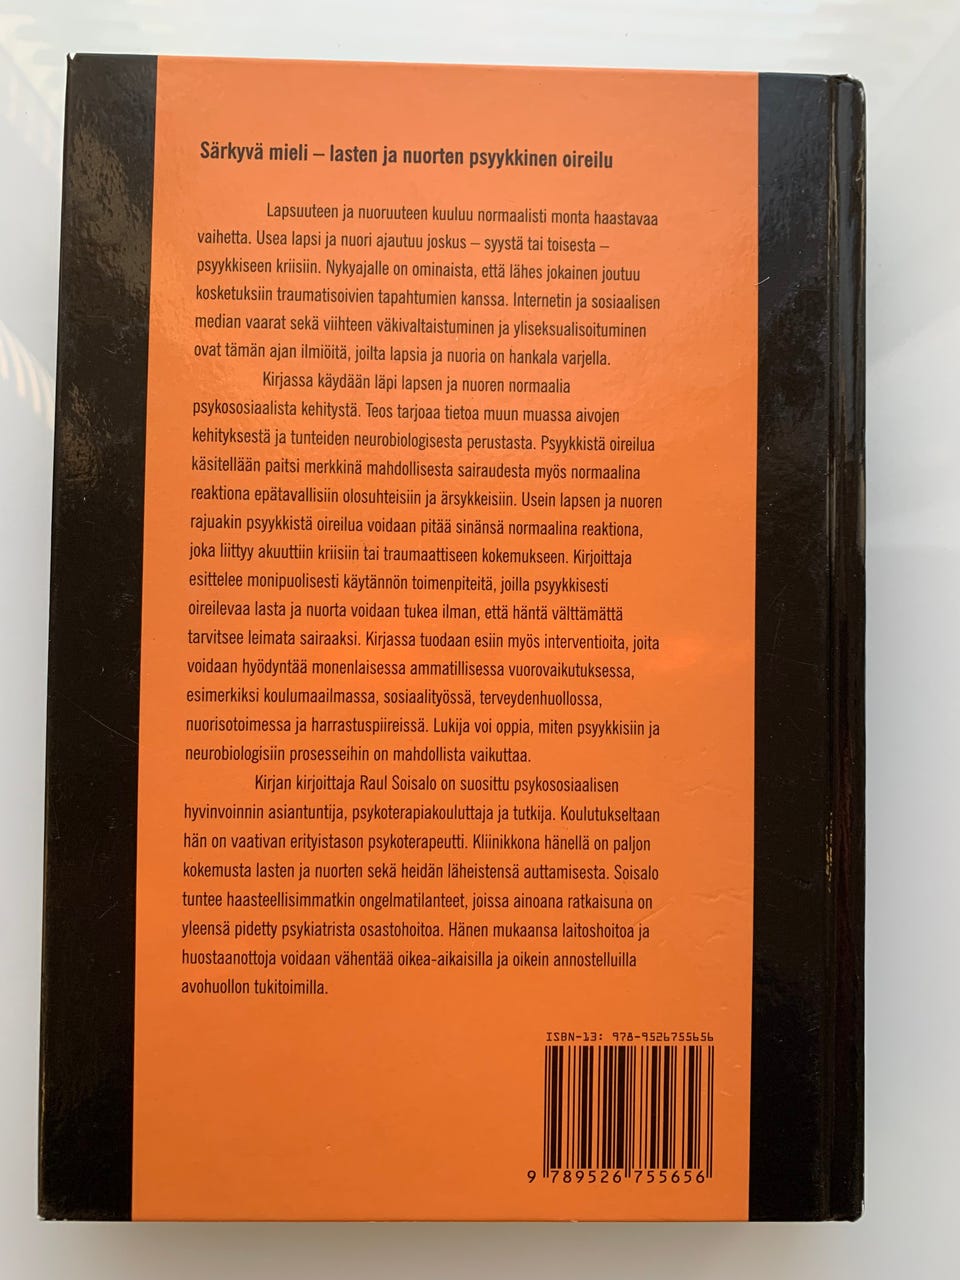 Särkyvä mieli – lasten ja nuorten psyykkinen oireilu
Lapsuuteen ja nuoruuteen kuuluu normaalisti monta haastavaa
vaihetta. Usea lapsi ja nuori ajautuu joskus – syystä tai toisesta –
psyykkiseen kriisiin. Nykyajalle on ominaista, että lähes jokainen joutuu
kosketuksiin traumatisoivien tapahtumien kanssa. Internetin ja sosiaalisen
median vaarat sekä viihteen väkivaltaistuminen ja yliseksualisoituminen
ovat tämän ajan ilmiöitä, joilta lapsia ja nuoria on hankala varjella.
Kirjassa käydään läpi lapsen ja nuoren normaalia
psykososiaalista kehitystä. Teos tarjoaa tietoa muun muassa aivojen
kehityksestä ja tunteiden neurobiologisesta perustasta. Psyykkistä oireilua
käsitellään paitsi merkkinä mahdollisesta sairaudesta myös normaalina
reaktiona epätavallisiin olosuhteisiin ja ärsykkeisiin. Usein lapsen ja nuoren
rajuakin psyykkistä oireilua voidaan pitää sinänsä normaalina reaktiona,
joka liittyy akuuttiin kriisiin tai traumaattiseen kokemukseen. Kirjoittaja
esittelee monipuolisesti käytännön toimenpiteitä, joilla psyykkisesti
oireilevaa lasta ja nuorta voidaan tukea ilman, että häntä välttämättä
tarvitsee leimata sairaaksi. Kirjassa tuodaan esiin myös interventioita, joita
voidaan hyödyntää monenlaisessa ammatillisessa vuorovaikutuksessa,
esimerkiksi koulumaailmassa, sosiaalityössä, terveydenhuollossa,
nuorisotoimessa ja harrastuspiireissä. Lukija voi oppia, miten psyykkisiin ja
neurobiologisiin prosesseihin on mahdollista vaikuttaa.
Kirjan kirjoittaja Raul Soisalo on suosittu psykososiaalisen
hyvinvoinnin asiantuntija, psykoterapiakouluttaja ja tutkija. Koulutukseltaan
hän on vaativan erityistason psykoterapeutti. Kliinikkona hänellä on paljon
kokemusta lasten ja nuorten sekä heidän läheistensä auttamisesta. Soisalo
tuntee haasteellisimmatkin ongelmatilanteet, joissa ainoana ratkaisuna on
yleensä pidetty psykiatrista osastohoitoa. Hänen mukaansa laitoshoitoa ja
huostaanottoja voidaan vähentää oikea-aikaisilla ja oikein annostelluilla
avohuollon tukitoimilla.
ISBN-13: 978-9526755656
9 789526 755656